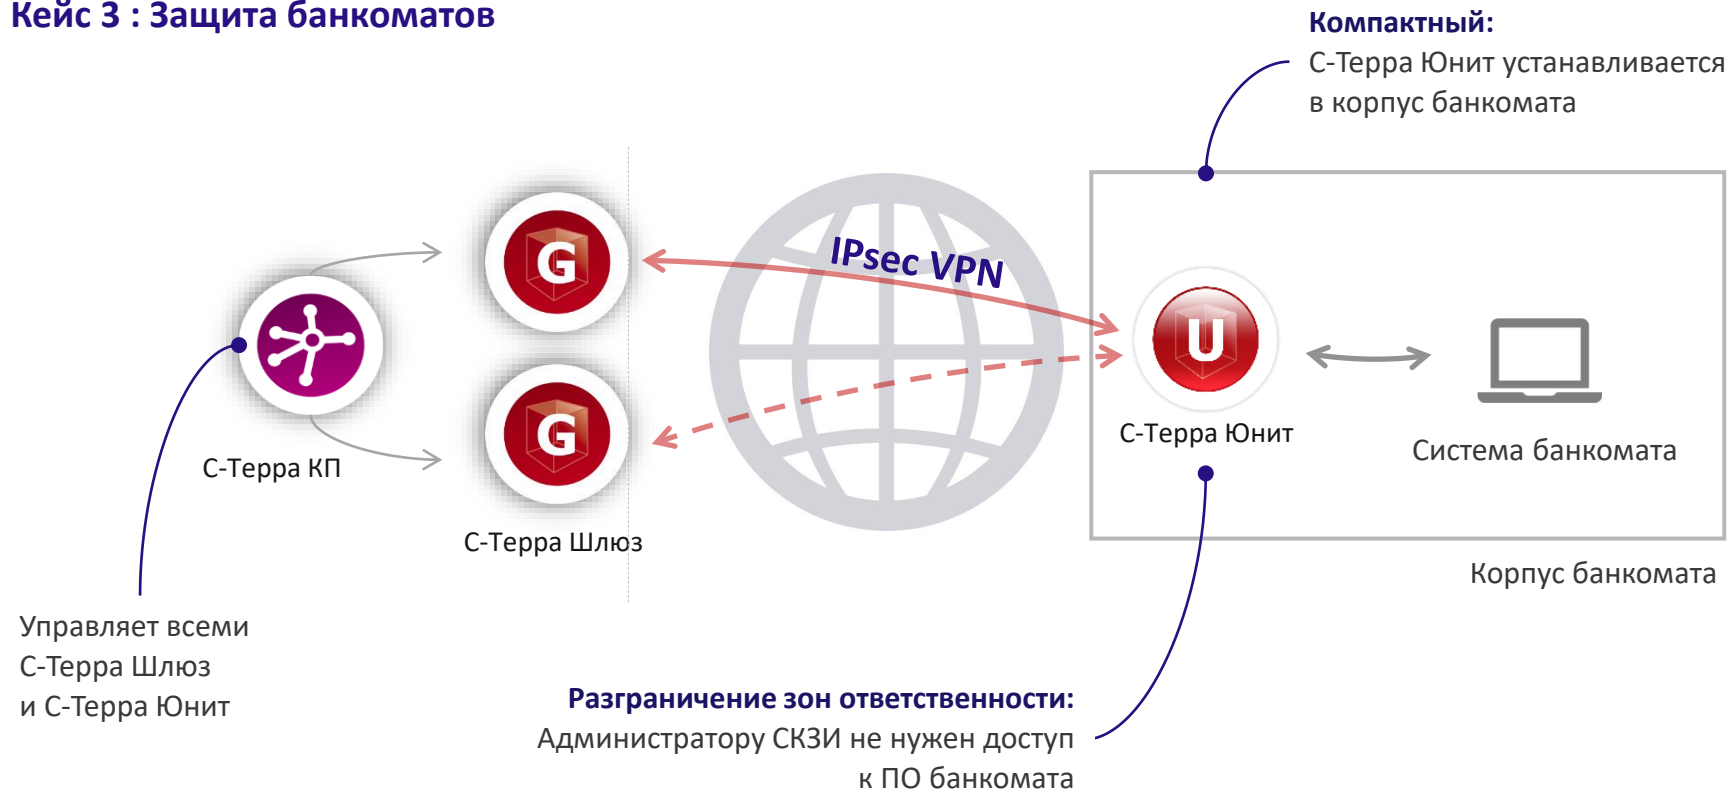 Кейс 3 : Защита банкоматов
Компактный:
С-Терра Юнит устанавливается
в корпус банкомата
IPsec VPN
G
G
U
С-Терра КП
С-Терра Шлюз
С-Терра Юнит
Система банкомата
Корпус банкомата
Управляет всеми
С-Терра Шлюз
и С-Терра Юнит
Разграничение зон ответственности:
Администратору СКЗИ не нужен доступ
к ПО банкомата